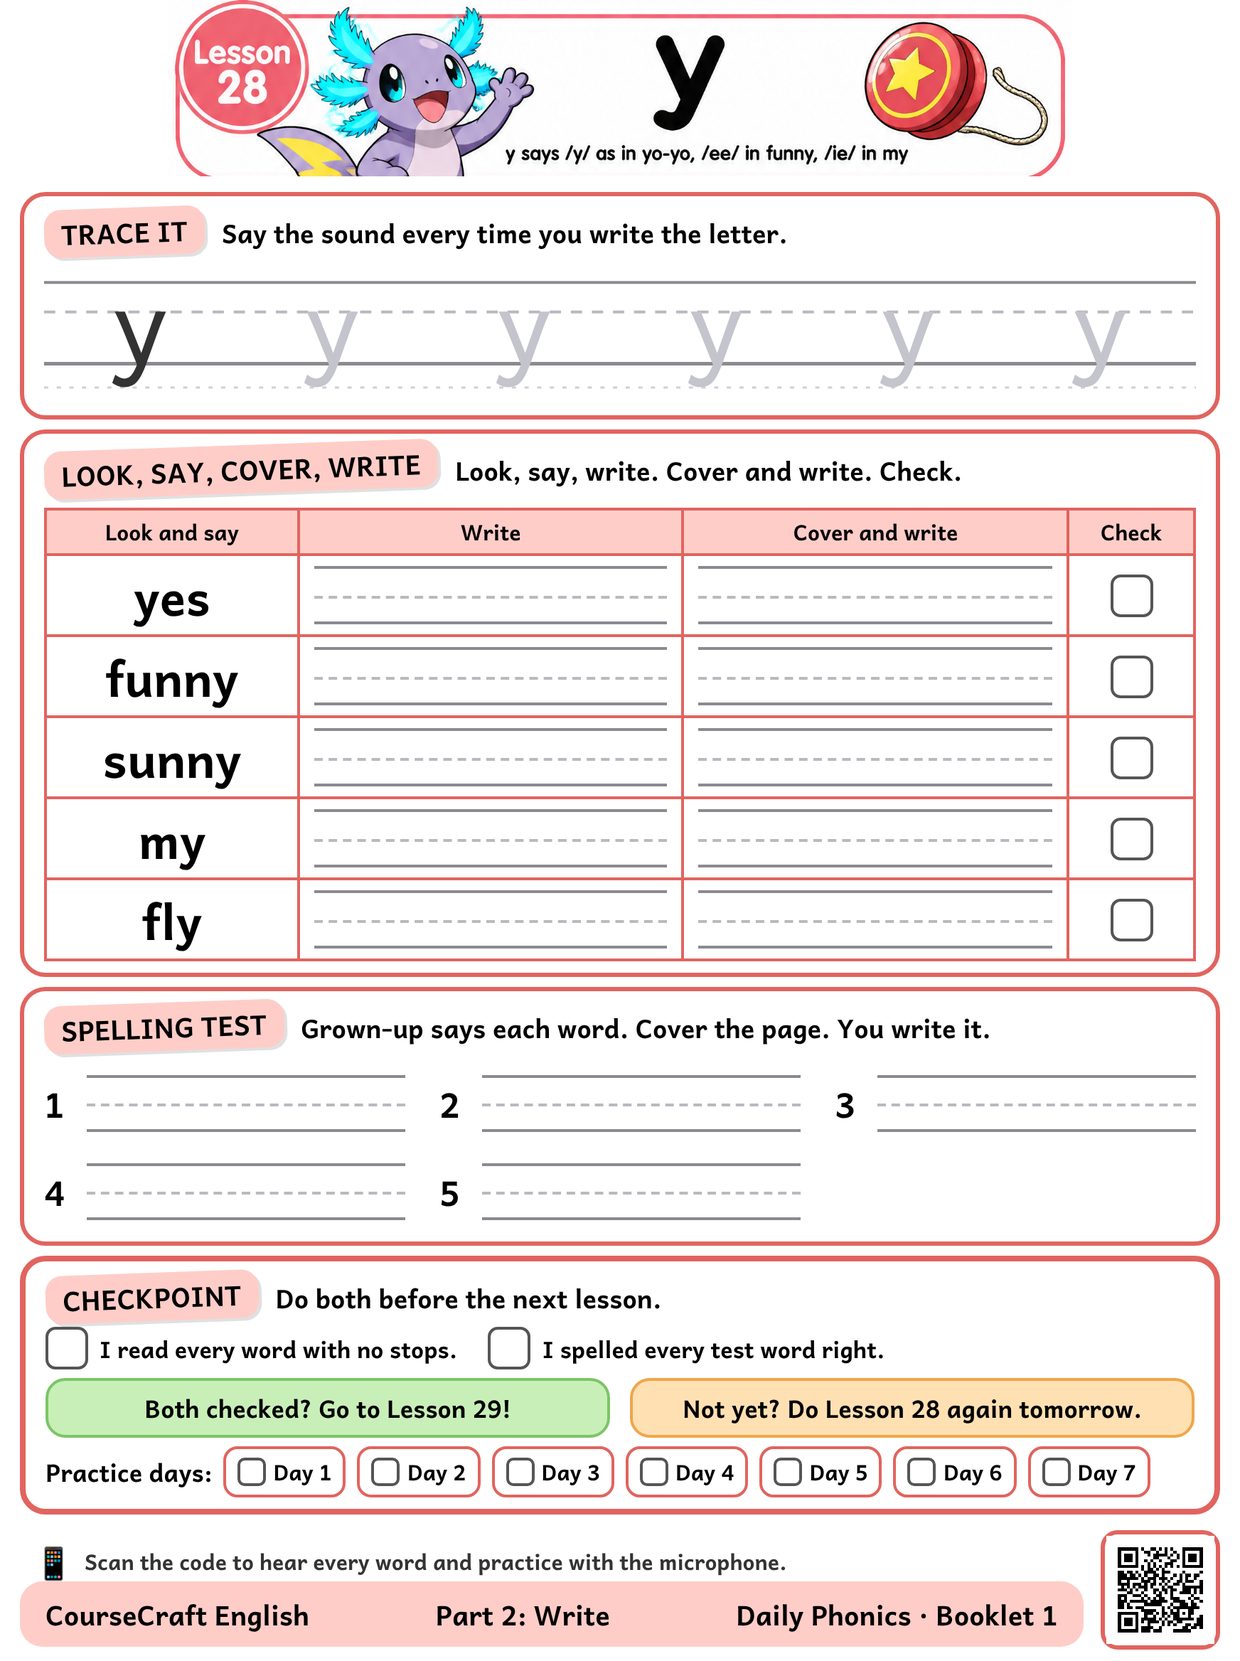 Lesson
28
y
y says /y/ as in yo-yo, /ee/ in funny, /ie/ in my
TRACE IT Say the sound every time you write the letter.
y y y y y y
LOOK, SAY, COVER, WRITE Look, say, write. Cover and write. Check.
Look and say Write Cover and write Check
yes
funny
sunny
my
fly
SPELLING TEST Grown-up says each word. Cover the page. You write it.
1 2 3
4 5
CHECKPOINT Do both before the next lesson.
I read every word with no stops. I spelled every test word right.
Both checked? Go to Lesson 29! Not yet? Do Lesson 28 again tomorrow.
Practice days: Day 1 Day 2 Day 3 Day 4 Day 5 Day 6 Day 7
Scan the code to hear every word and practice with the microphone.
CourseCraft English Part 2: Write Daily Phonics · Booklet 1